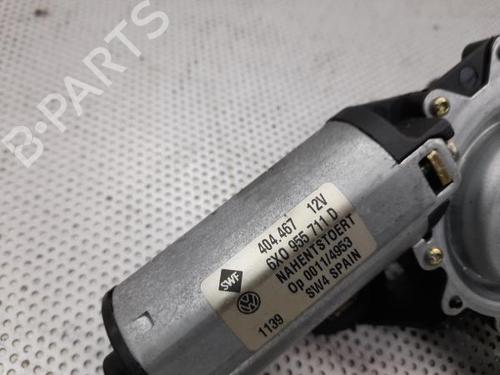 B-PARTS
404.467 12V
6X0 955 711 D
NAHENTSTOERT
Op 0011/4953
SW4 SPAIN
SWF
1139